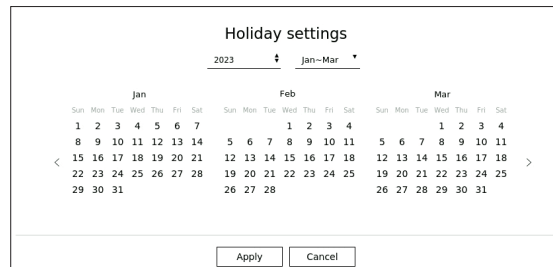 Holiday settings
2023 Jan~Mar
Jan
Sun Mon Tue Wed Thu Fri Sat
1 2 3 4 5 6 7
8 9 10 11 12 13 14
15 16 17 18 19 20 21
22 23 24 25 26 27 28
29 30 31
Feb
Sun Mon Tue Wed Thu Fri Sat
1 2 3 4
5 6 7 8 9 10 11
12 13 14 15 16 17 18
19 20 21 22 23 24 25
26 27 28
Mar
Sun Mon Tue Wed Thu Fri Sat
1 2 3 4
5 6 7 8 9 10 11
12 13 14 15 16 17 18
19 20 21 22 23 24 25
26 27 28 29 30 31
Apply Cancel